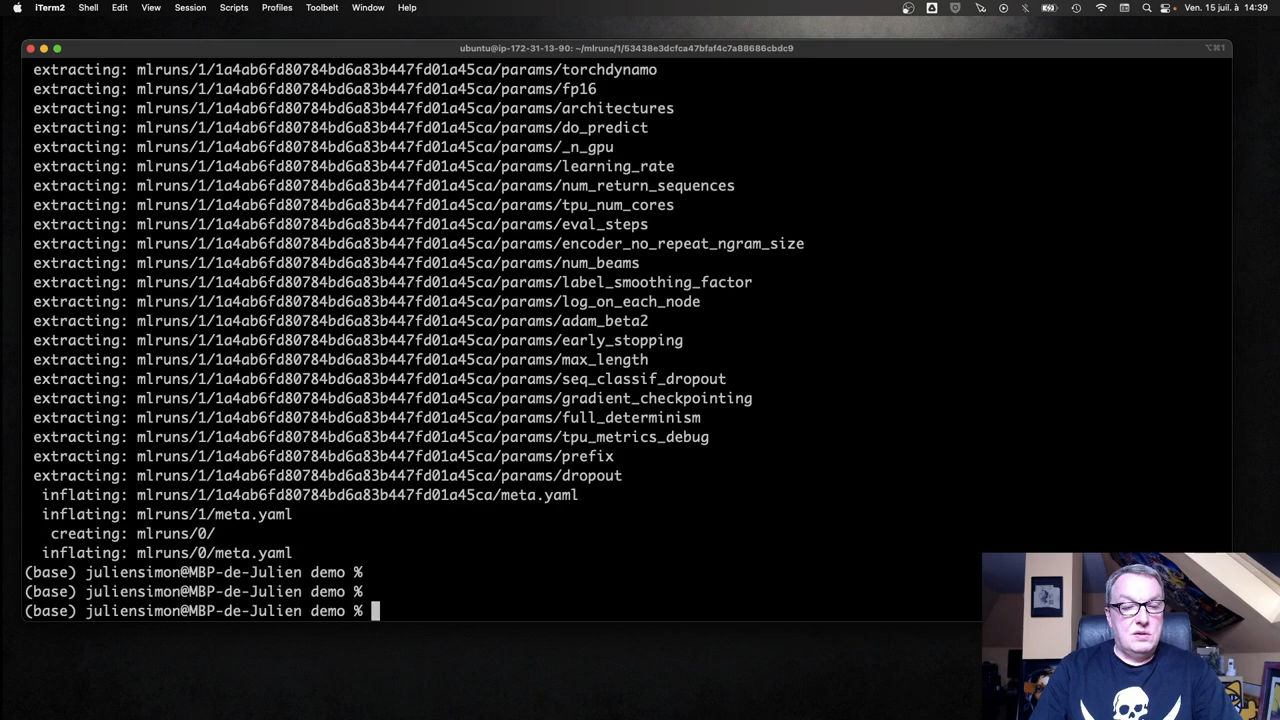 iTerm2 Shell Edit View Session Scripts Profiles Toolbelt Window Help Ven. 15 juil. à 14:39
ubuntu@ip-172-31-13-90: ~/mlruns/1/53438e3dcfca47bfaf4c7a88686cbdc9 ⌥⌘1
extracting: mlruns/1/1a4ab6fd80784bd6a83b447fd01a45ca/params/torchdynamo
extracting: mlruns/1/1a4ab6fd80784bd6a83b447fd01a45ca/params/fp16
extracting: mlruns/1/1a4ab6fd80784bd6a83b447fd01a45ca/params/architectures
extracting: mlruns/1/1a4ab6fd80784bd6a83b447fd01a45ca/params/do_predict
extracting: mlruns/1/1a4ab6fd80784bd6a83b447fd01a45ca/params/_n_gpu
extracting: mlruns/1/1a4ab6fd80784bd6a83b447fd01a45ca/params/learning_rate
extracting: mlruns/1/1a4ab6fd80784bd6a83b447fd01a45ca/params/num_return_sequences
extracting: mlruns/1/1a4ab6fd80784bd6a83b447fd01a45ca/params/tpu_num_cores
extracting: mlruns/1/1a4ab6fd80784bd6a83b447fd01a45ca/params/eval_steps
extracting: mlruns/1/1a4ab6fd80784bd6a83b447fd01a45ca/params/encoder_no_repeat_ngram_size
extracting: mlruns/1/1a4ab6fd80784bd6a83b447fd01a45ca/params/num_beams
extracting: mlruns/1/1a4ab6fd80784bd6a83b447fd01a45ca/params/label_smoothing_factor
extracting: mlruns/1/1a4ab6fd80784bd6a83b447fd01a45ca/params/log_on_each_node
extracting: mlruns/1/1a4ab6fd80784bd6a83b447fd01a45ca/params/adam_beta2
extracting: mlruns/1/1a4ab6fd80784bd6a83b447fd01a45ca/params/early_stopping
extracting: mlruns/1/1a4ab6fd80784bd6a83b447fd01a45ca/params/max_length
extracting: mlruns/1/1a4ab6fd80784bd6a83b447fd01a45ca/params/seq_classif_dropout
extracting: mlruns/1/1a4ab6fd80784bd6a83b447fd01a45ca/params/gradient_checkpointing
extracting: mlruns/1/1a4ab6fd80784bd6a83b447fd01a45ca/params/full_determinism
extracting: mlruns/1/1a4ab6fd80784bd6a83b447fd01a45ca/params/tpu_metrics_debug
extracting: mlruns/1/1a4ab6fd80784bd6a83b447fd01a45ca/params/prefix
extracting: mlruns/1/1a4ab6fd80784bd6a83b447fd01a45ca/params/dropout
inflating: mlruns/1/1a4ab6fd80784bd6a83b447fd01a45ca/meta.yaml
inflating: mlruns/1/meta.yaml
creating: mlruns/0/
inflating: mlruns/0/meta.yaml
(base) juliensimon@MBP-de-Julien demo %
(base) juliensimon@MBP-de-Julien demo %
(base) juliensimon@MBP-de-Julien demo %